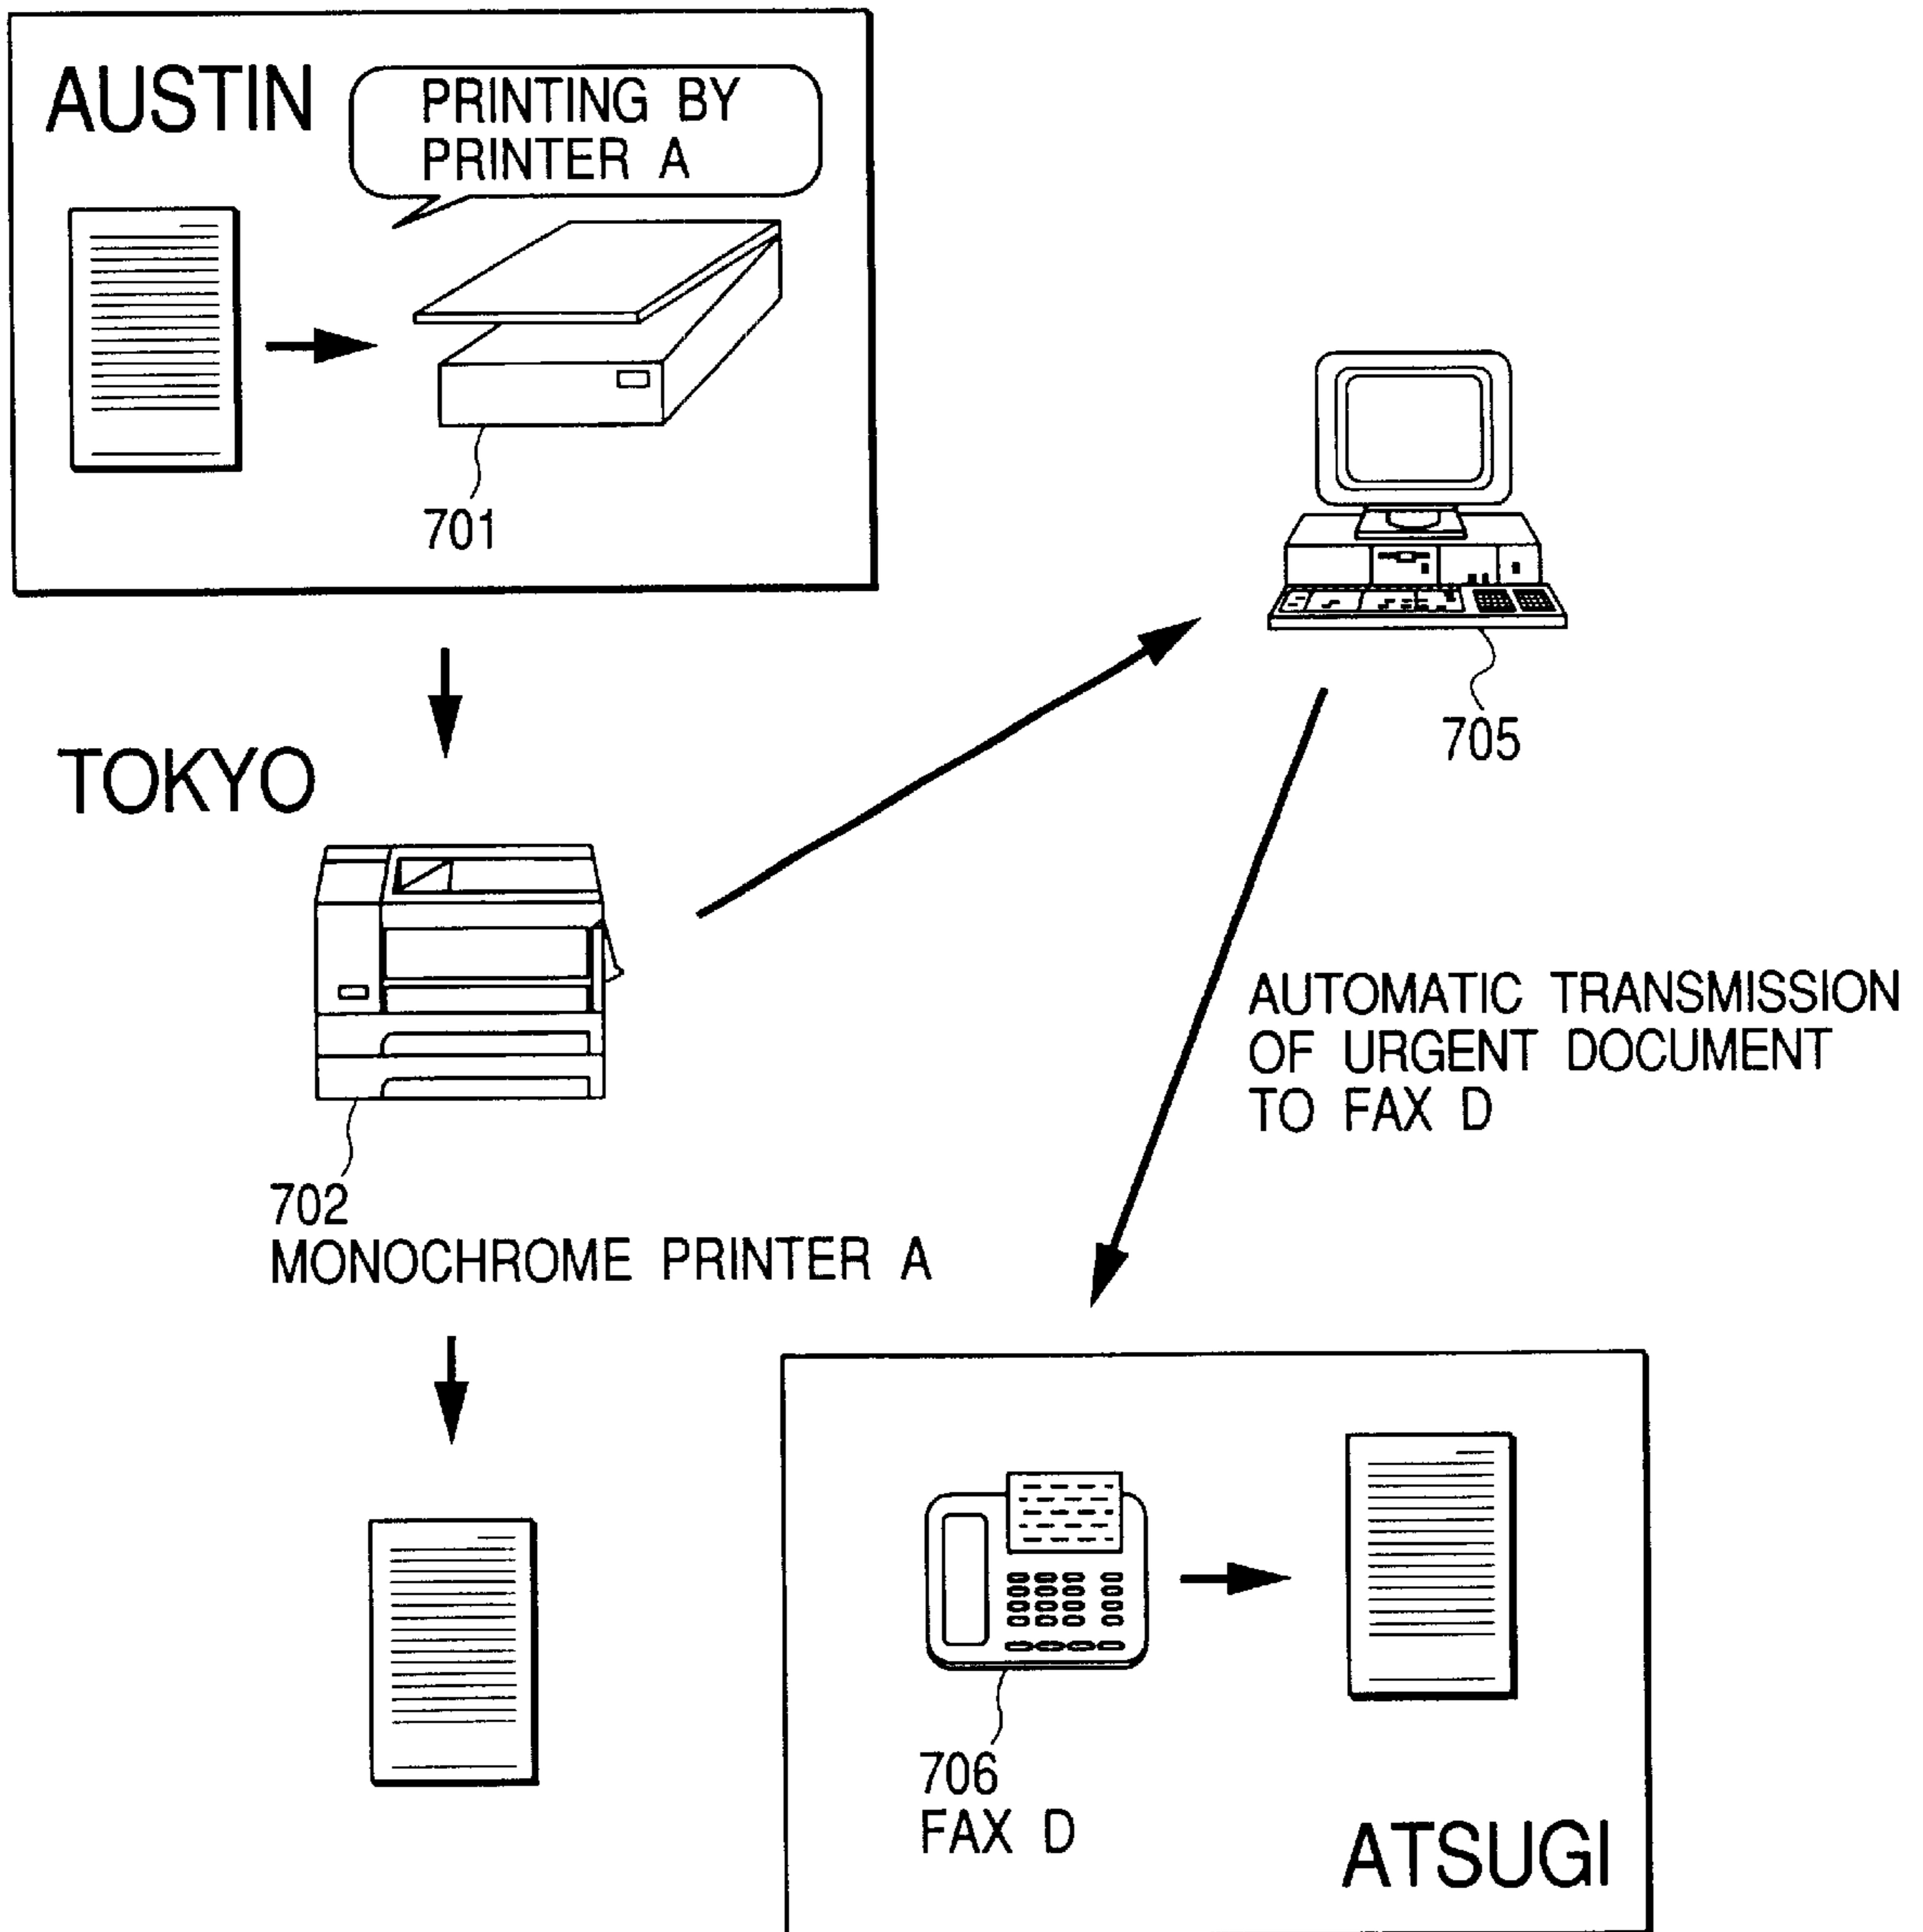 AUSTIN
PRINTING BY
PRINTER A
701
705
TOKYO
AUTOMATIC TRANSMISSION
OF URGENT DOCUMENT
TO FAX D
702
MONOCHROME PRINTER A
706
FAX D
ATSUGI